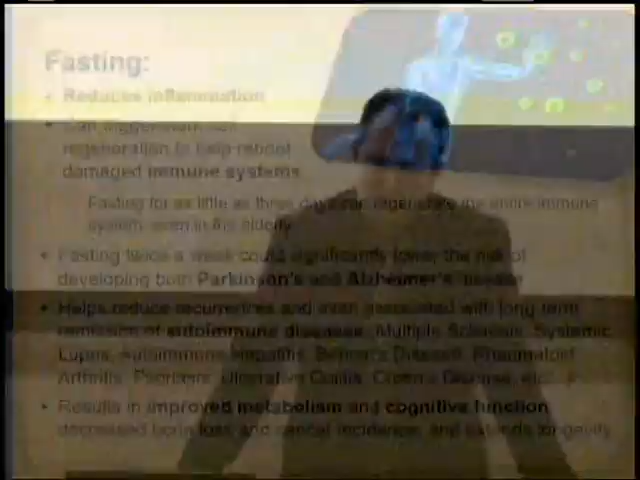 Fasting:
• Reduces inflammation
• Can trigger stem cell
regeneration to help reboot
damaged immune systems
Fasting for as little as three days can regenerate the entire immune
system, even in the elderly
• Fasting twice a week could significantly lower the risk of
developing both Parkinson's and Alzheimer's disease
• Helps reduce recurrences and even associated with long term
remission of autoimmune diseases, Multiple Sclerosis, Systemic
Lupus, Autoimmune Hepatitis, Behcet's Disease, Rheumatoid
Arthritis, Psoriasis, Ulcerative Colitis, Crohn's Disease, etc.
• Results in improved metabolism and cognitive function
decreased bone loss and cancer incidence, and extends longevity